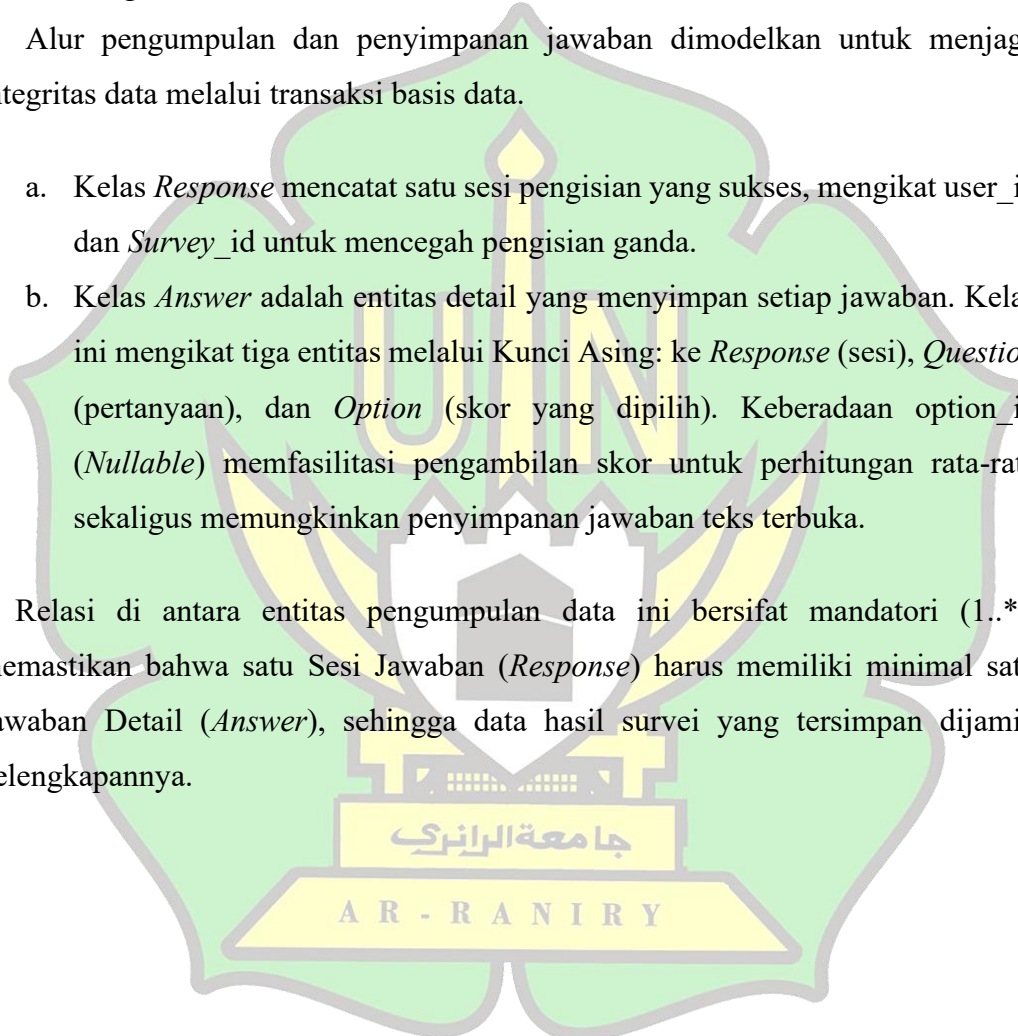 Alur pengumpulan dan penyimpanan jawaban dimodelkan untuk menjag
ntegritas data melalui transaksi basis data.
a. Kelas Response mencatat satu sesi pengisian yang sukses, mengikat user_i
dan Survey_id untuk mencegah pengisian ganda.
b. Kelas Answer adalah entitas detail yang menyimpan setiap jawaban. Kela
ini mengikat tiga entitas melalui Kunci Asing: ke Response (sesi), Questio
(pertanyaan), dan Option (skor yang dipilih). Keberadaan option_i
(Nullable) memfasilitasi pengambilan skor untuk perhitungan rata-rat
sekaligus memungkinkan penyimpanan jawaban teks terbuka.
Relasi di antara entitas pengumpulan data ini bersifat mandatori (1..*
memastikan bahwa satu Sesi Jawaban (Response) harus memiliki minimal sat
awaban Detail (Answer), sehingga data hasil survei yang tersimpan dijami
elengkapannya.
UIN
جامعة الرانري
AR-RANIRY